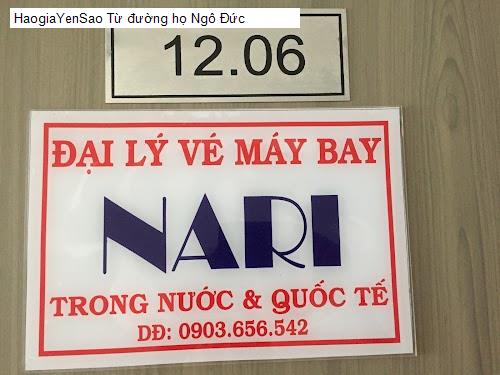 HaogiaYenSao Từ đường họ Ngô Đức
12.06
ĐẠI LÝ VÉ MÁY BAY
NARI
TRONG NƯỚC & QUỐC TẾ
DĐ: 0903.656.542